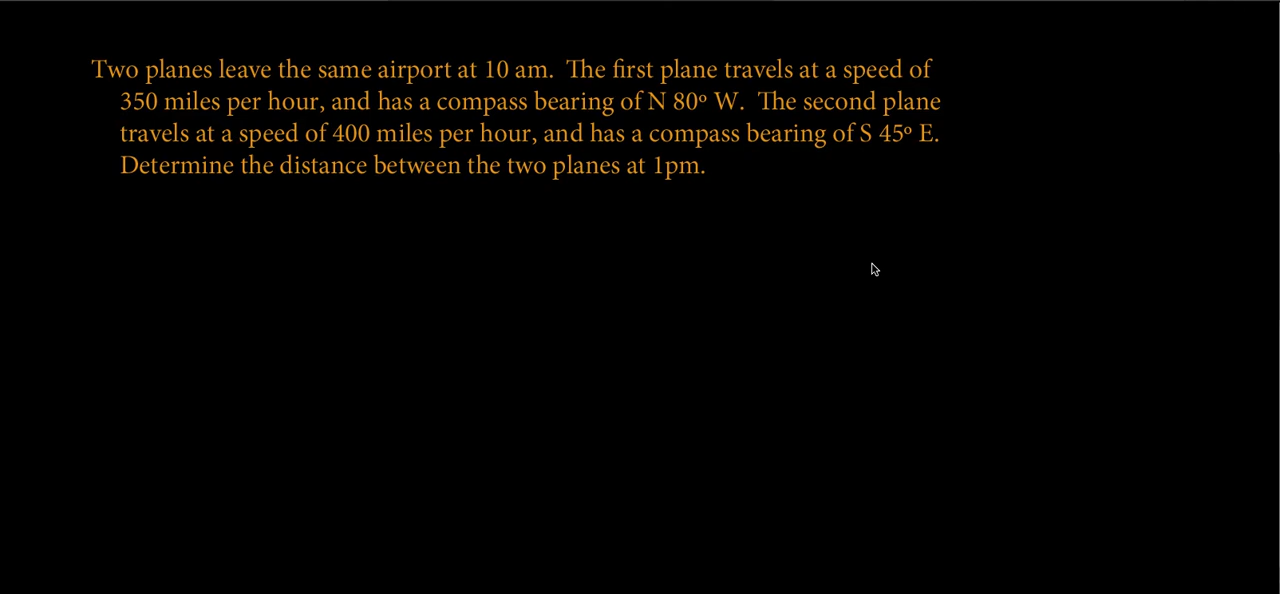 Two planes leave the same airport at 10 am. The first plane travels at a speed of
350 miles per hour, and has a compass bearing of N 80º W. The second plane
travels at a speed of 400 miles per hour, and has a compass bearing of S 45º E.
Determine the distance between the two planes at 1pm.